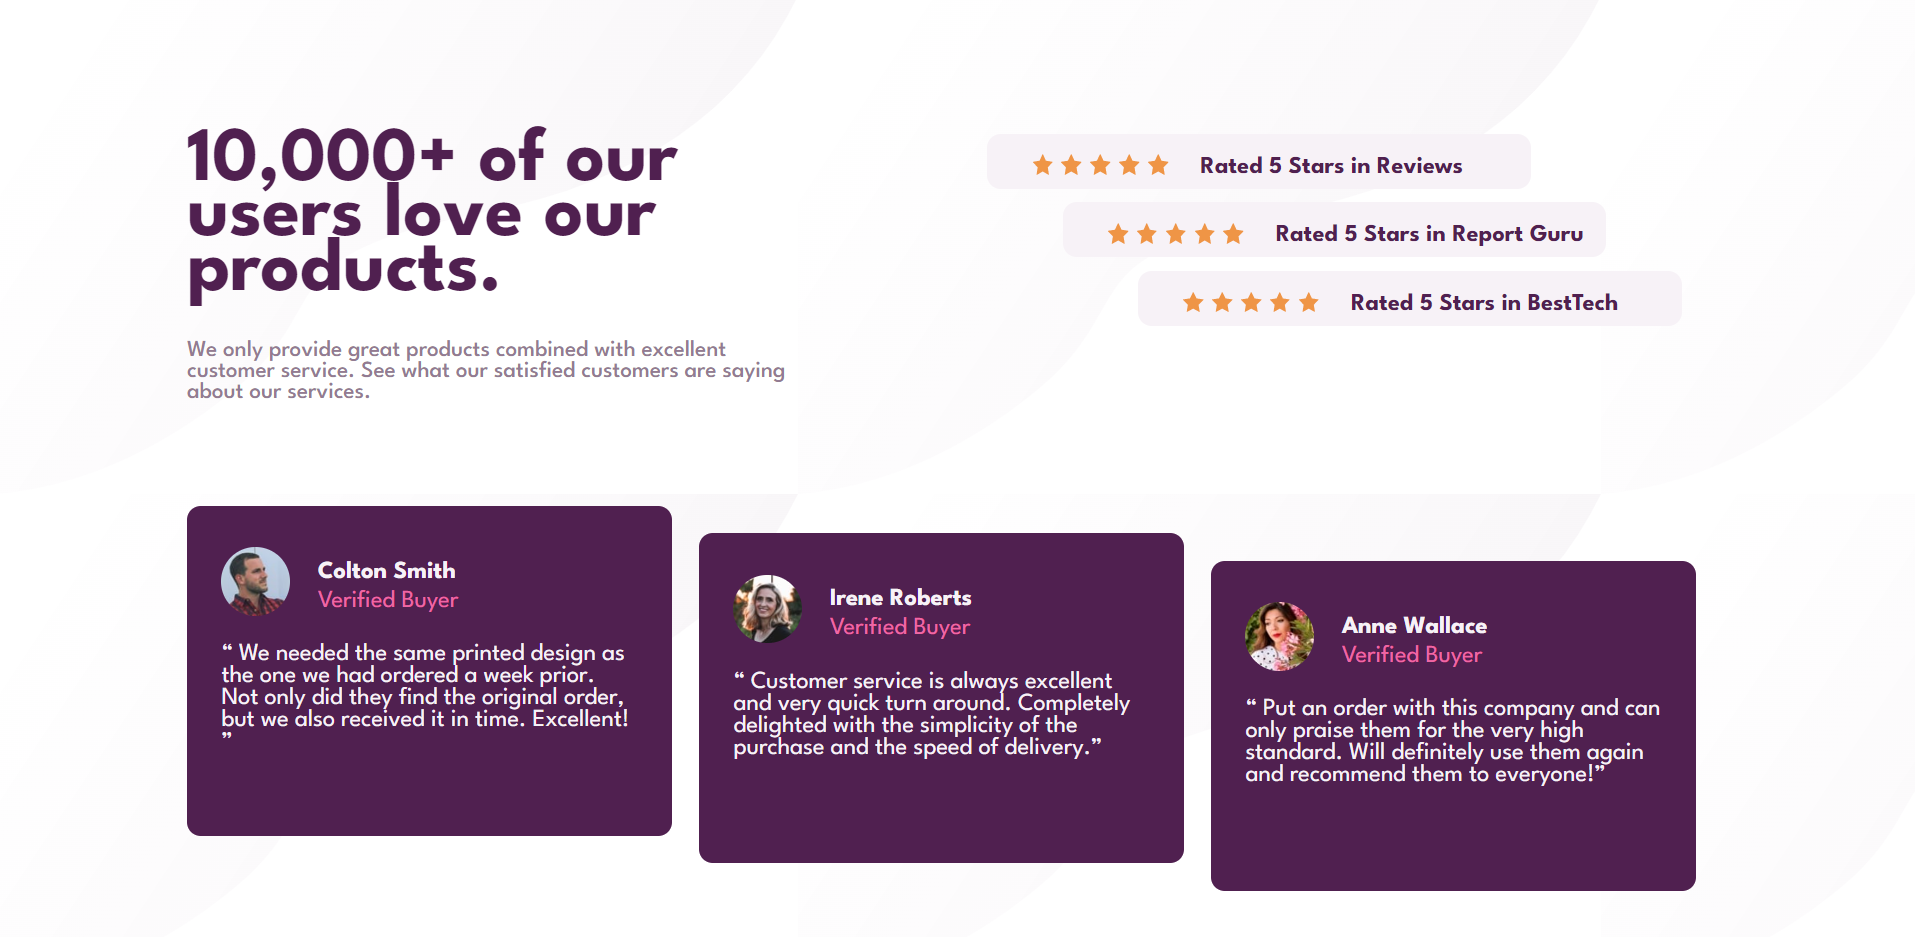 10,000+ of our
users love our
products.
We only provide great products combined with excellent
customer service. See what our satisfied customers are saying
about our services.
Rated 5 Stars in Reviews
Rated 5 Stars in Report Guru
Rated 5 Stars in BestTech
Colton Smith
Verified Buyer
“ We needed the same printed design as
the one we had ordered a week prior.
Not only did they find the original order,
but we also received it in time. Excellent!
”
Irene Roberts
Verified Buyer
“ Customer service is always excellent
and very quick turn around. Completely
delighted with the simplicity of the
purchase and the speed of delivery.”
Anne Wallace
Verified Buyer
“ Put an order with this company and can
only praise them for the very high
standard. Will definitely use them again
and recommend them to everyone!”